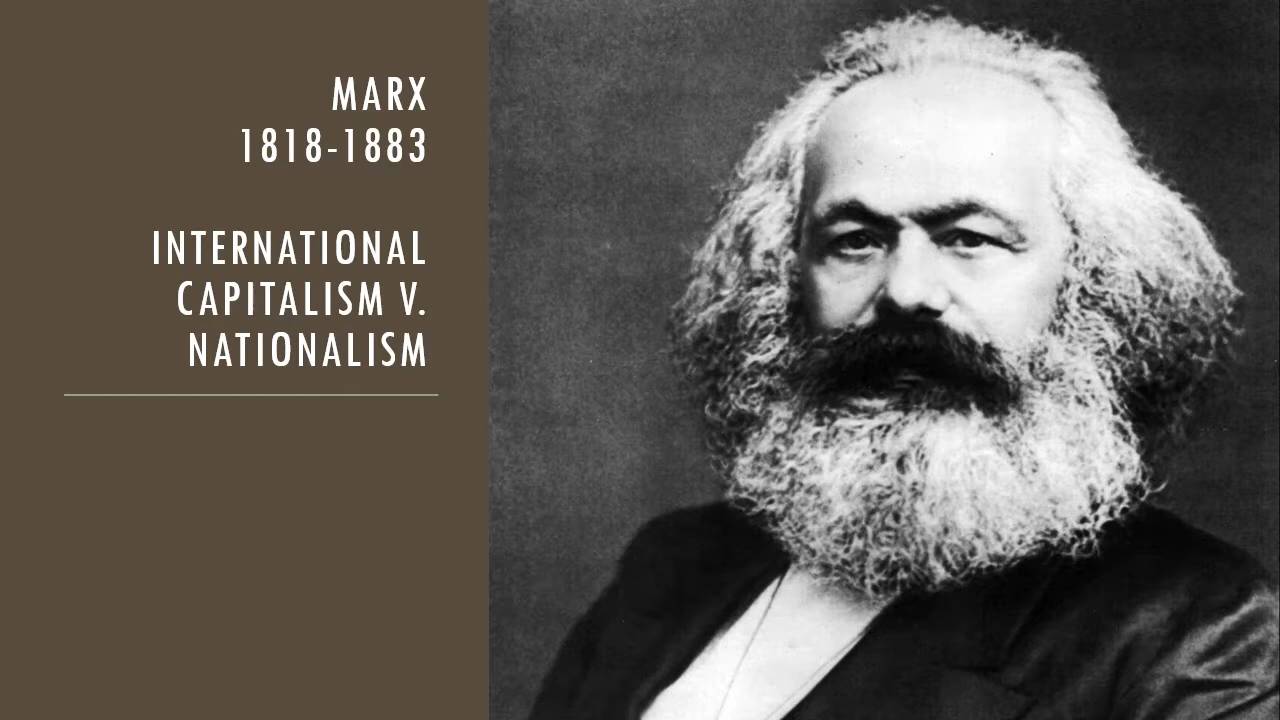 MARX
1818-1883
INTERNATIONAL
CAPITALISM V.
NATIONALISM